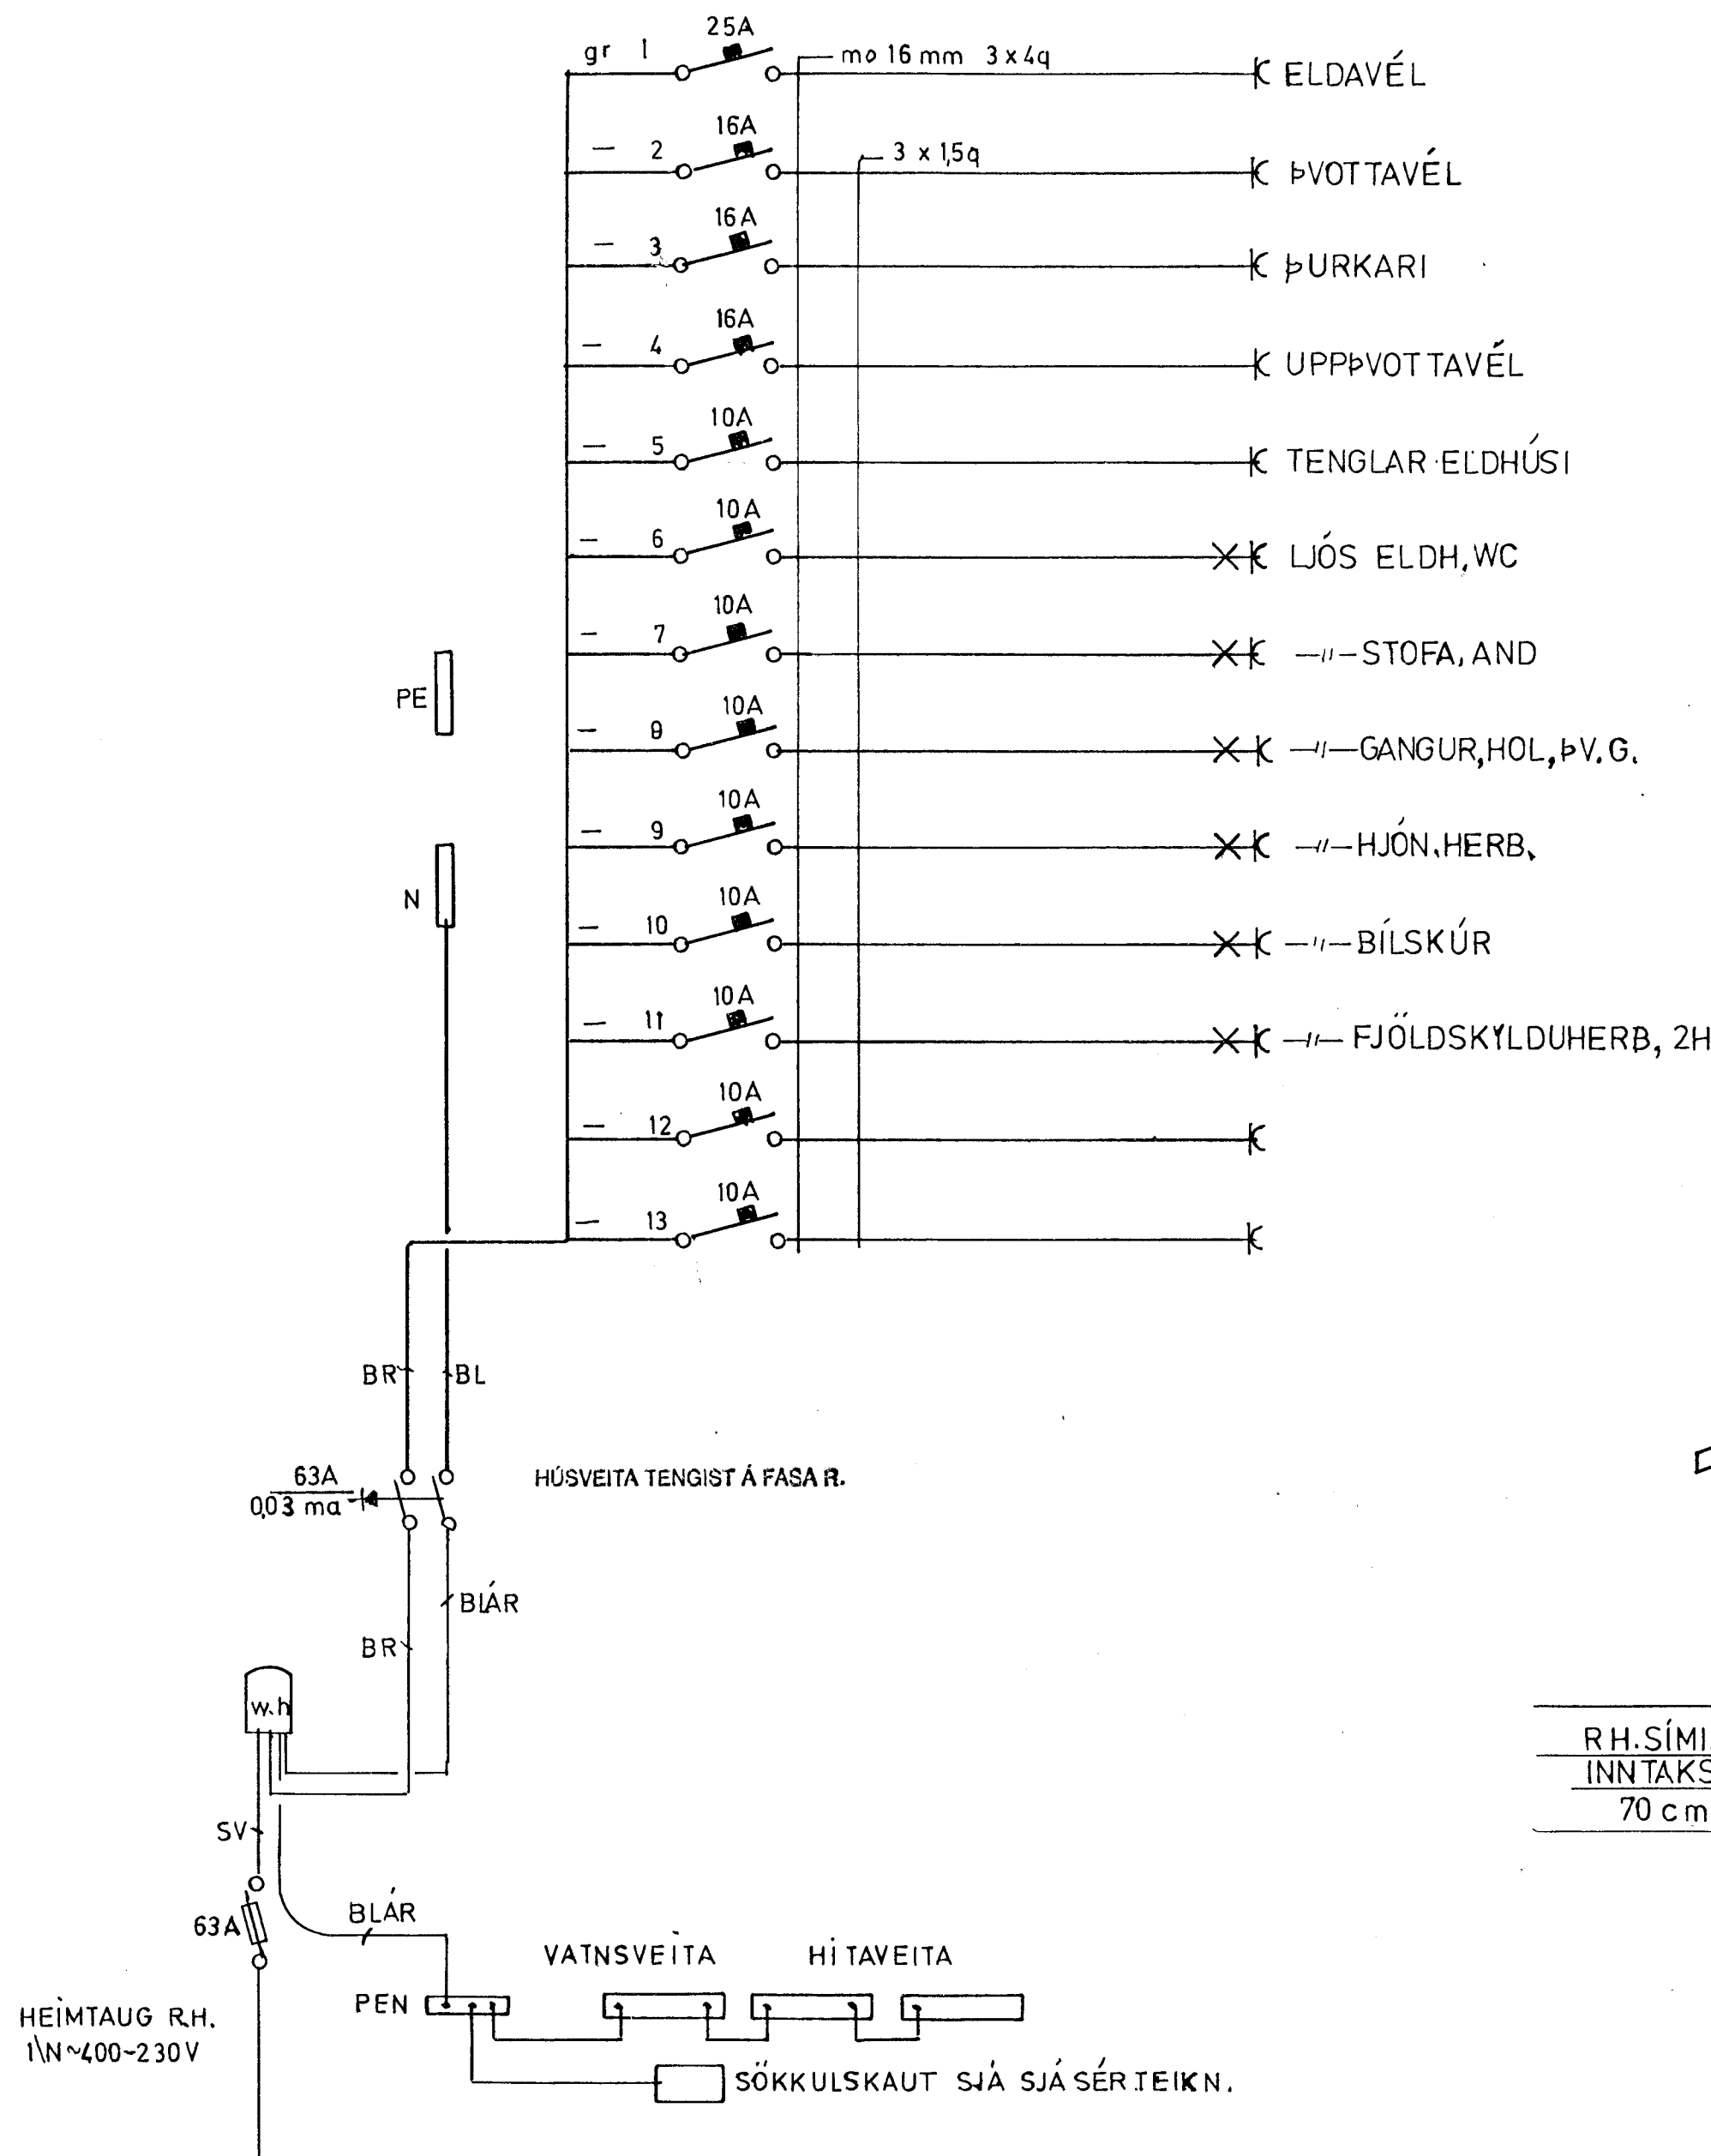 25A
gr 1 mo 16 mm 3 x 4q ELDAVÉL
16A
— 2 3 x 1,5q ÞVOTTAVÉL
16A
— 3 ÞURKARI
16A
— 4 UPPÞVOTTAVÉL
10A
— 5 TENGLAR ELDHÚSI
10A
— 6 LJÓS ELDH, WC
10A
— 7 —〃— STOFA, AND
PE
10A
— 8 —〃— GANGUR, HOL, ÞV. G.
10A
— 9 —〃— HJÓN. HERB.
N
10A
— 10 —〃— BÍLSKÚR
10A
— 11 —〃— FJÖLDSKYLDUHERB, 2H
10A
— 12
10A
— 13
BR BL
63A
0,03 ma
HÚSVEITA TENGIST Á FASA R.
BLÁR
BR
w.h
RH. SÍMI.
INNTAKS
70 cm
SV
63A
BLÁR
VATNSVEITA HITAVEITA
PEN
HEIMTAUG R.H.
1\N~400~230V
SÖKKULSKAUT SJÁ SJÁ SÉRTEIKN.